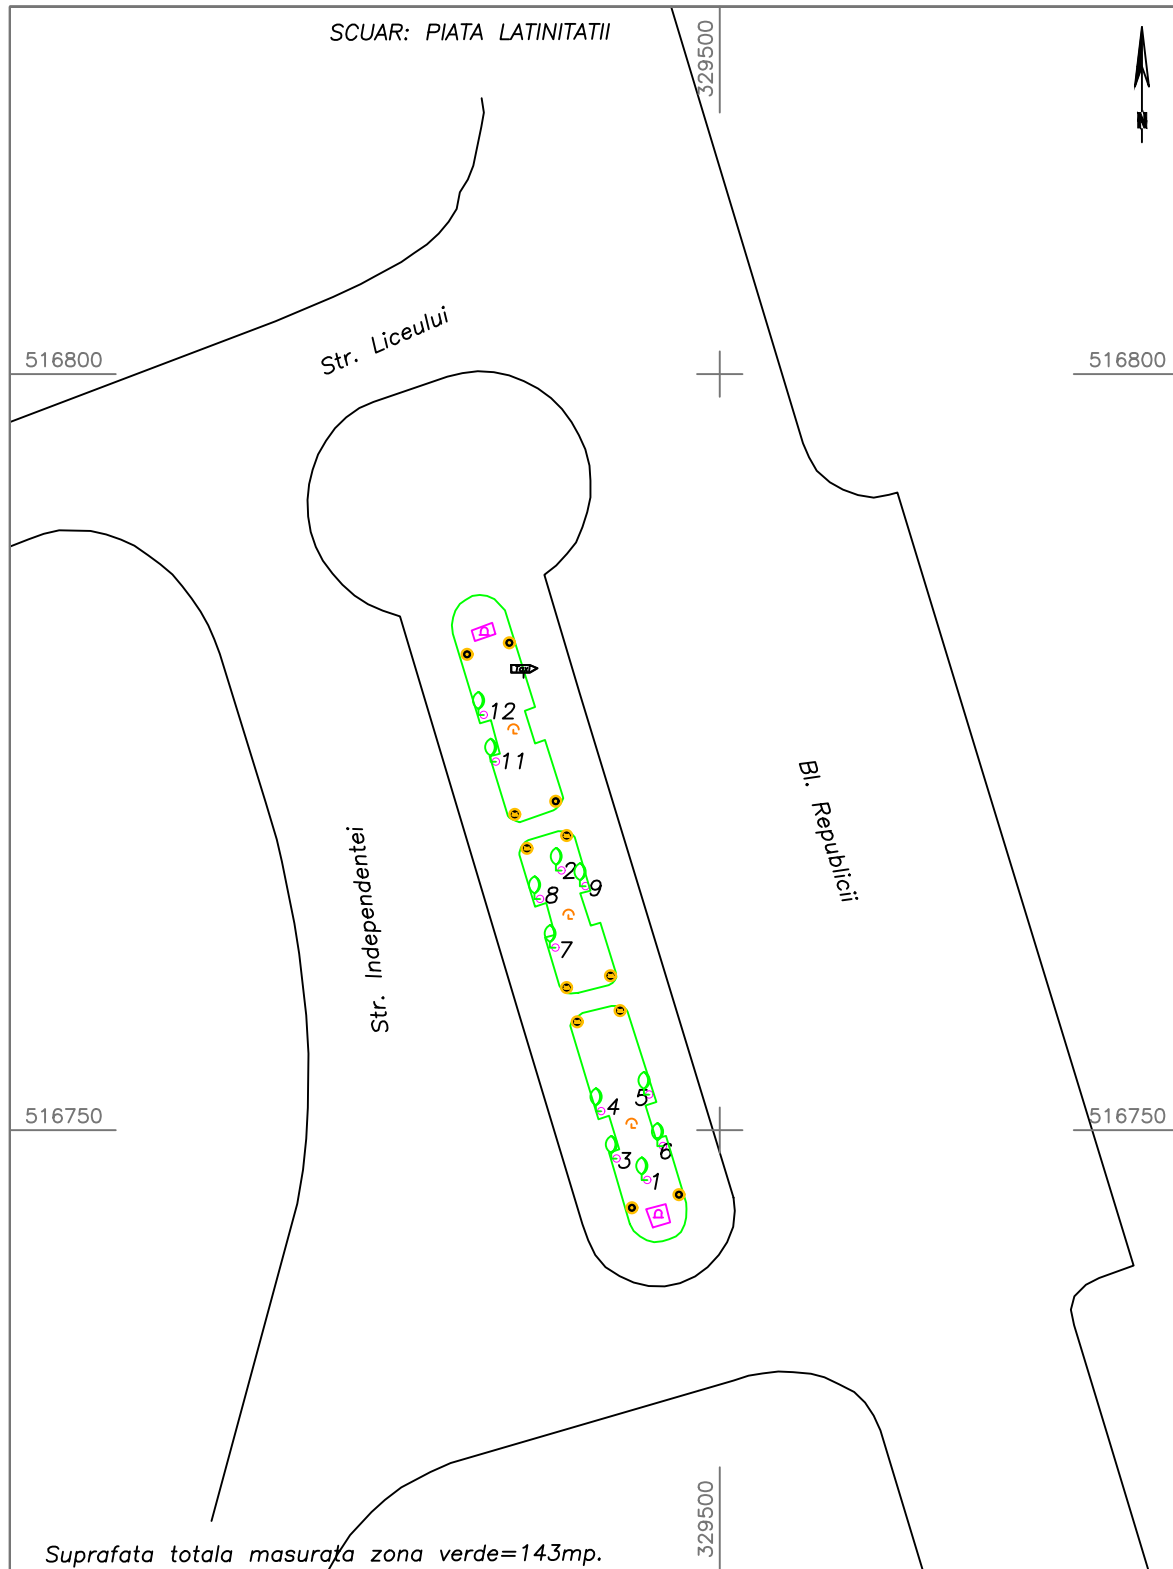 SCUAR: PIATA LATINITATII
329500
N
Str. Liceului
516800
516800
Taxi
12
11
Bl. Republicii
2
9
8
Str. Independentei
7
5
4
516750
516750
6
3
1
329500
Suprafata totala masurata zona verde=143mp.